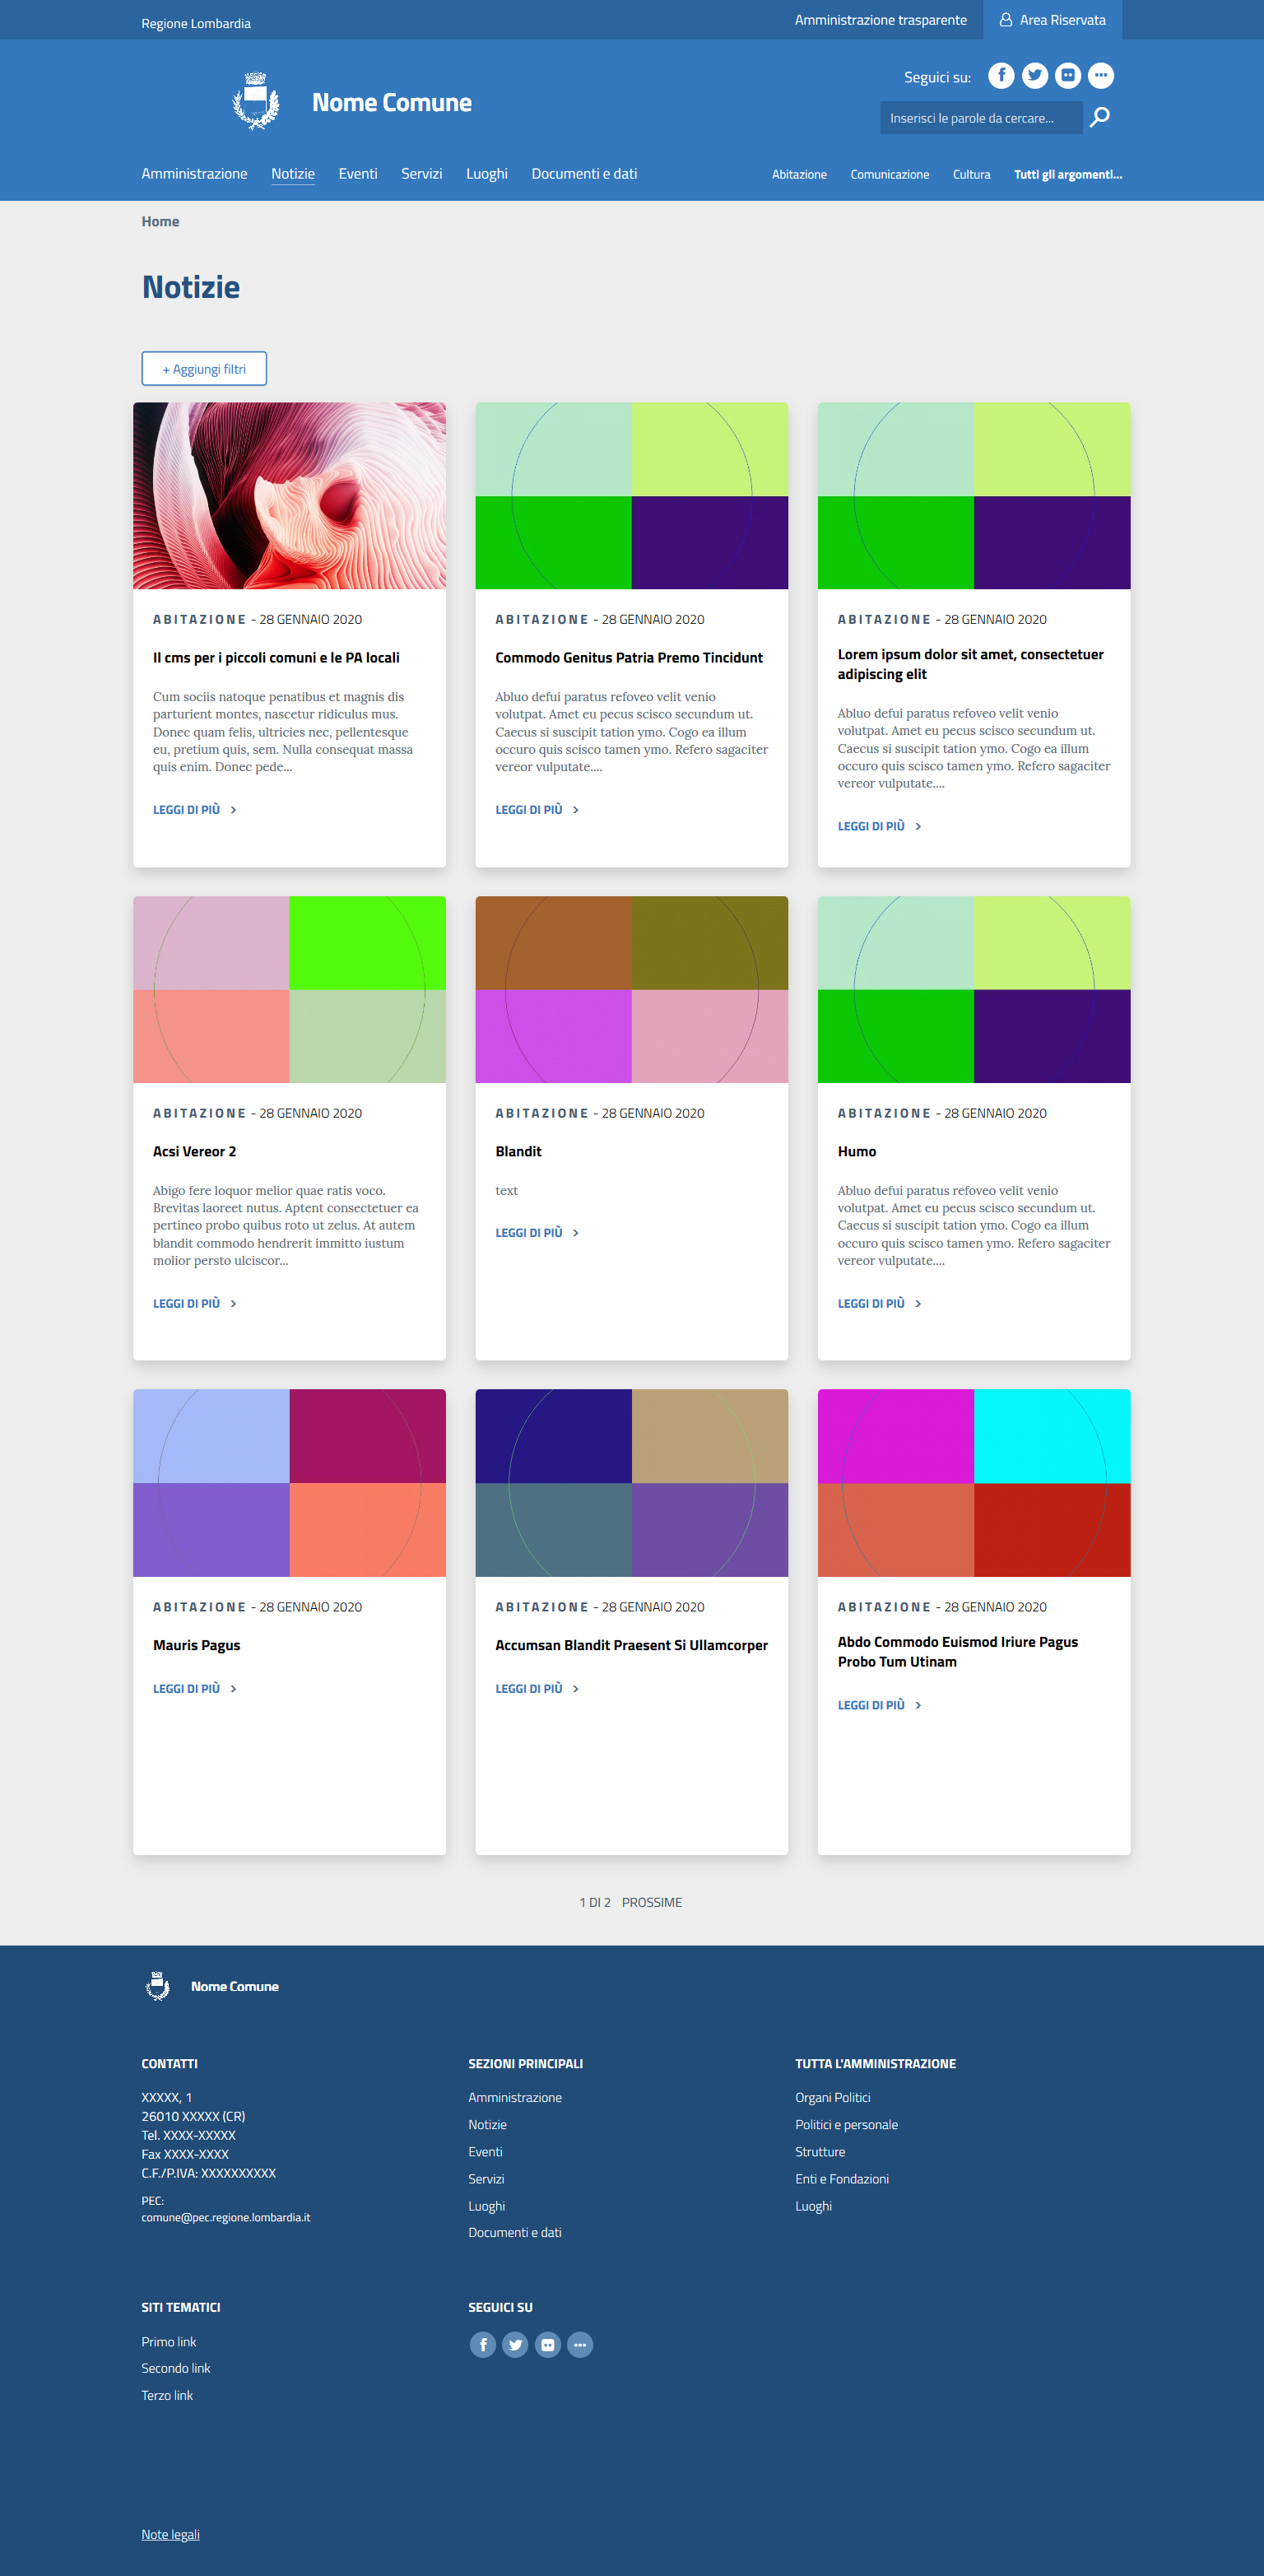 Regione Lombardia
Amministrazione trasparente
Area Riservata
Nome Comune
Seguici su:
Inserisci le parole da cercare...
Amministrazione Notizie Eventi Servizi Luoghi Documenti e dati
Abitazione Comunicazione Cultura Tutti gli argomenti...
Home
Notizie
+ Aggiungi filtri
ABITAZIONE - 28 GENNAIO 2020
Il cms per i piccoli comuni e le PA locali
Cum sociis natoque penatibus et magnis dis
parturient montes, nascetur ridiculus mus.
Donec quam felis, ultricies nec, pellentesque
eu, pretium quis, sem. Nulla consequat massa
quis enim. Donec pede...
LEGGI DI PIÙ
ABITAZIONE - 28 GENNAIO 2020
Commodo Genitus Patria Premo Tincidunt
Abluo defui paratus refoveo velit venio
volutpat. Amet eu pecus scisco secundum ut.
Caecus si suscipit tation ymo. Cogo ea illum
occuro quis scisco tamen ymo. Refero sagaciter
vereor vulputate....
LEGGI DI PIÙ
ABITAZIONE - 28 GENNAIO 2020
Lorem ipsum dolor sit amet, consectetuer
adipiscing elit
Abluo defui paratus refoveo velit venio
volutpat. Amet eu pecus scisco secundum ut.
Caecus si suscipit tation ymo. Cogo ea illum
occuro quis scisco tamen ymo. Refero sagaciter
vereor vulputate....
LEGGI DI PIÙ
ABITAZIONE - 28 GENNAIO 2020
Acsi Vereor 2
Abigo fere loquor melior quae ratis voco.
Brevitas laoreet nutus. Aptent consectetuer ea
pertineo probo quibus roto ut zelus. At autem
blandit commodo hendrerit immitto iustum
molior persto ulciscor...
LEGGI DI PIÙ
ABITAZIONE - 28 GENNAIO 2020
Blandit
text
LEGGI DI PIÙ
ABITAZIONE - 28 GENNAIO 2020
Humo
Abluo defui paratus refoveo velit venio
volutpat. Amet eu pecus scisco secundum ut.
Caecus si suscipit tation ymo. Cogo ea illum
occuro quis scisco tamen ymo. Refero sagaciter
vereor vulputate....
LEGGI DI PIÙ
ABITAZIONE - 28 GENNAIO 2020
Mauris Pagus
LEGGI DI PIÙ
ABITAZIONE - 28 GENNAIO 2020
Accumsan Blandit Praesent Si Ullamcorper
LEGGI DI PIÙ
ABITAZIONE - 28 GENNAIO 2020
Abdo Commodo Euismod Iriure Pagus
Probo Tum Utinam
LEGGI DI PIÙ
1 DI 2 PROSSIME
Nome Comune
CONTATTI
XXXXX, 1
26010 XXXXX (CR)
Tel. XXXX-XXXXX
Fax XXXX-XXXX
C.F./P.IVA: XXXXXXXXXX
PEC:
comune@pec.regione.lombardia.it
SEZIONI PRINCIPALI
Amministrazione
Notizie
Eventi
Servizi
Luoghi
Documenti e dati
TUTTA L'AMMINISTRAZIONE
Organi Politici
Politici e personale
Strutture
Enti e Fondazioni
Luoghi
SITI TEMATICI
Primo link
Secondo link
Terzo link
SEGUICI SU
Note legali